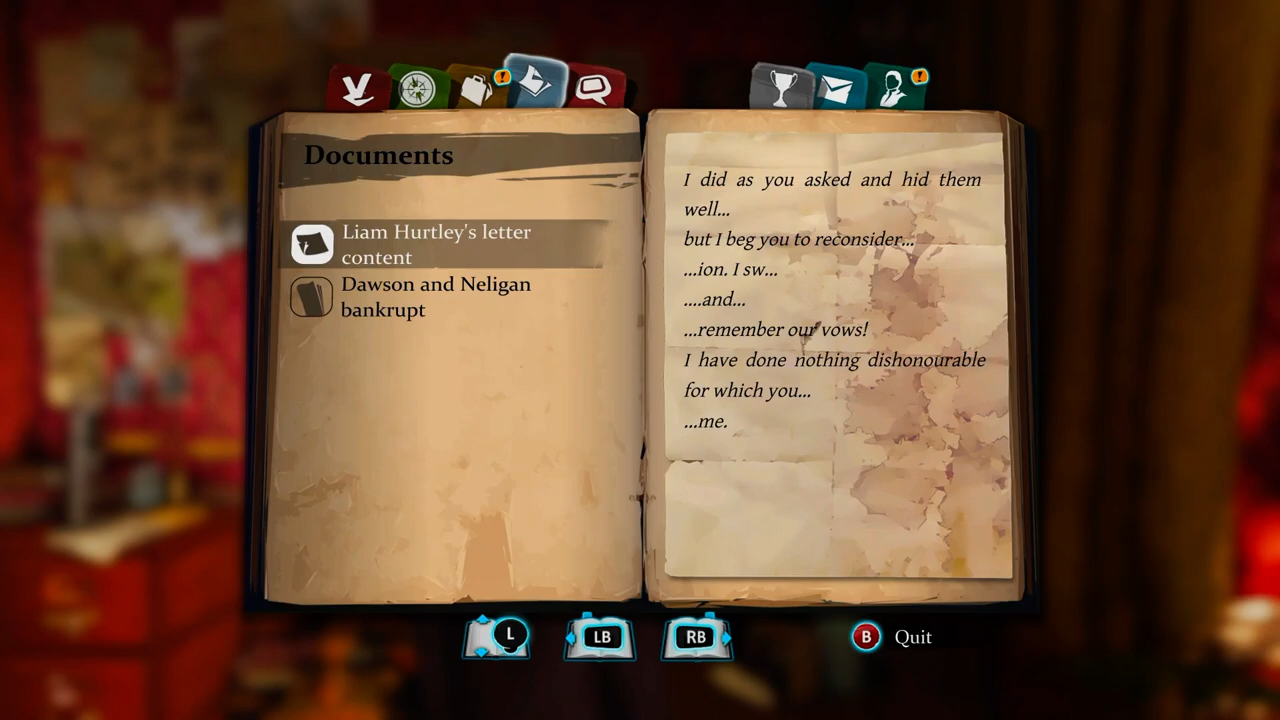 !
!
Documents
Liam Hurtley's letter
content
Dawson and Neligan
bankrupt
I did as you asked and hid them
well...
but I beg you to reconsider...
...ion. I sw...
....and...
...remember our vows!
I have done nothing dishonourable
for which you...
...me.
L
LB
RB
B Quit